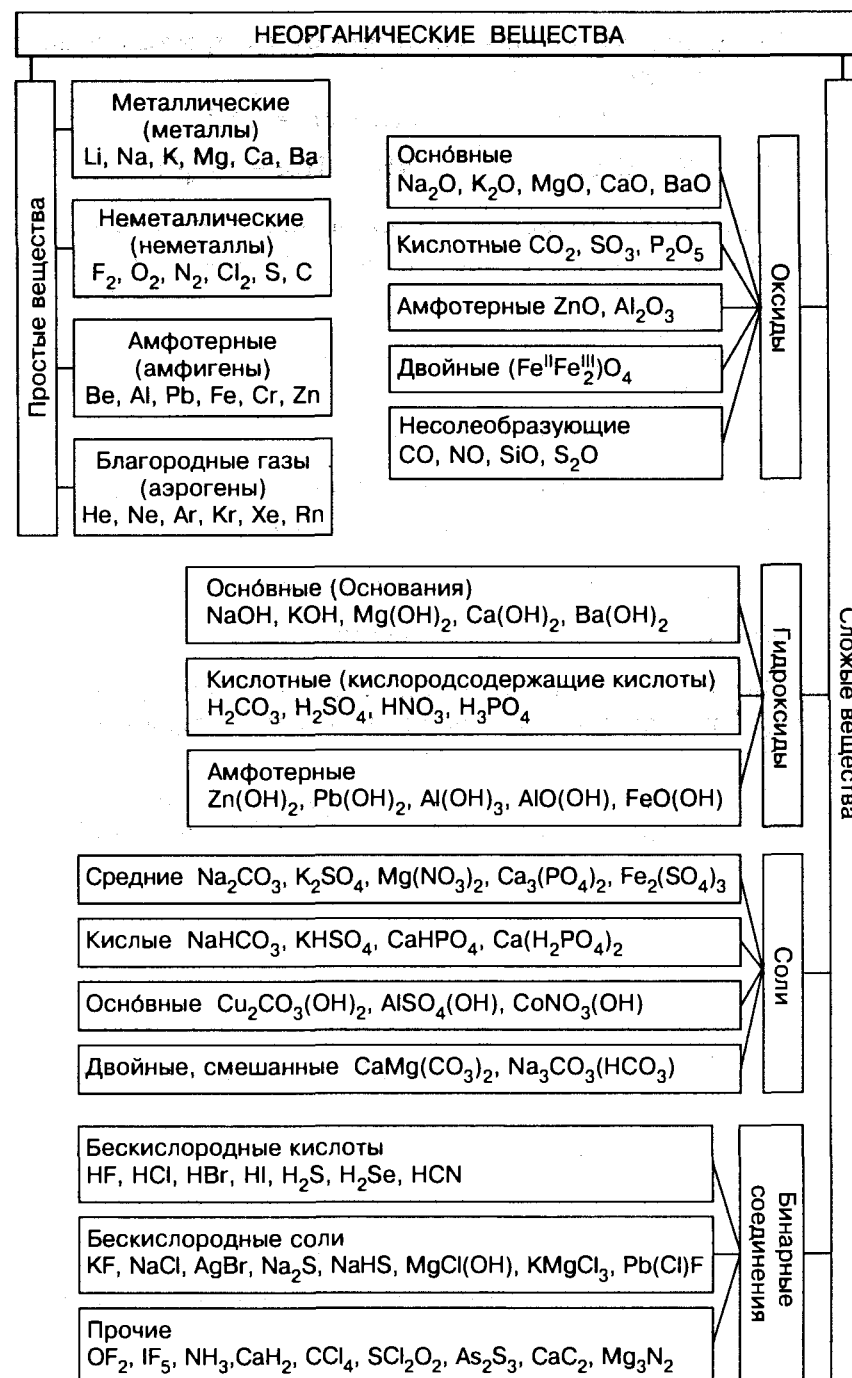 НЕОРГАНИЧЕСКИЕ ВЕЩЕСТВА
Простые вещества
Металлические
(металлы)
Li, Na, K, Mg, Ca, Ba
Неметаллические
(неметаллы)
F₂, O₂, N₂, Cl₂, S, C
Амфотерные
(амфигены)
Be, Al, Pb, Fe, Cr, Zn
Благородные газы
(аэрогены)
He, Ne, Ar, Kr, Xe, Rn
Сложые вещества
Оксиды
Оснóвные
Na₂O, K₂O, MgO, CaO, BaO
Кислотные CO₂, SO₃, P₂O₅
Амфотерные ZnO, Al₂O₃
Двойные (FeᴵᴵFe₂ᴵᴵᴵ)O₄
Несолеобразующие
CO, NO, SiO, S₂O
Гидроксиды
Оснóвные (Основания)
NaOH, KOH, Mg(OH)₂, Ca(OH)₂, Ba(OH)₂
Кислотные (кислородсодержащие кислоты)
H₂CO₃, H₂SO₄, HNO₃, H₃PO₄
Амфотерные
Zn(OH)₂, Pb(OH)₂, Al(OH)₃, AlO(OH), FeO(OH)
Соли
Средние Na₂CO₃, K₂SO₄, Mg(NO₃)₂, Ca₃(PO₄)₂, Fe₂(SO₄)₃
Кислые NaHCO₃, KHSO₄, CaHPO₄, Ca(H₂PO₄)₂
Оснóвные Cu₂CO₃(OH)₂, AlSO₄(OH), CoNO₃(OH)
Двойные, смешанные CaMg(CO₃)₂, Na₃CO₃(HCO₃)
Бинарные
соединения
Бескислородные кислоты
HF, HCl, HBr, HI, H₂S, H₂Se, HCN
Бескислородные соли
KF, NaCl, AgBr, Na₂S, NaHS, MgCl(OH), KMgCl₃, Pb(Cl)F
Прочие
OF₂, IF₅, NH₃,CaH₂, CCl₄, SCl₂O₂, As₂S₃, CaC₂, Mg₃N₂